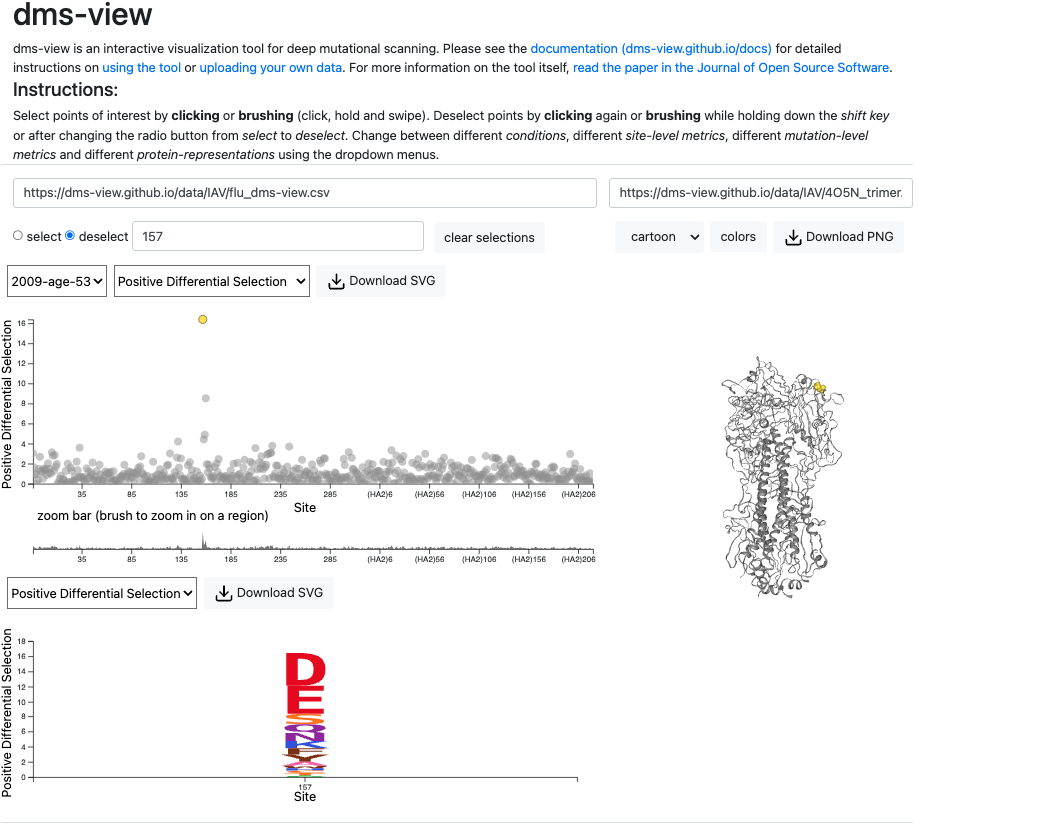 dms-view
dms-view is an interactive visualization tool for deep mutational scanning. Please see the documentation (dms-view.github.io/docs) for detailed
instructions on using the tool or uploading your own data. For more information on the tool itself, read the paper in the Journal of Open Source Software.
Instructions:
Select points of interest by clicking or brushing (click, hold and swipe). Deselect points by clicking again or brushing while holding down the shift key
or after changing the radio button from select to deselect. Change between different conditions, different site-level metrics, different mutation-level
metrics and different protein-representations using the dropdown menus.
https://dms-view.github.io/data/IAV/flu_dms-view.csv
https://dms-view.github.io/data/IAV/4O5N_trimer.
select deselect 157 clear selections
cartoon colors Download PNG
2009-age-53 Positive Differential Selection Download SVG
Positive Differential Selection
16
14
12
10
8
6
4
2
0
35 85 135 185 235 285 (HA2)6 (HA2)56 (HA2)106 (HA2)156 (HA2)206
Site
zoom bar (brush to zoom in on a region)
35 85 135 185 235 285 (HA2)6 (HA2)56 (HA2)106 (HA2)156 (HA2)206
Positive Differential Selection Download SVG
Positive Differential Selection
18
16
14
12
10
8
6
4
2
0
D
E
157
Site